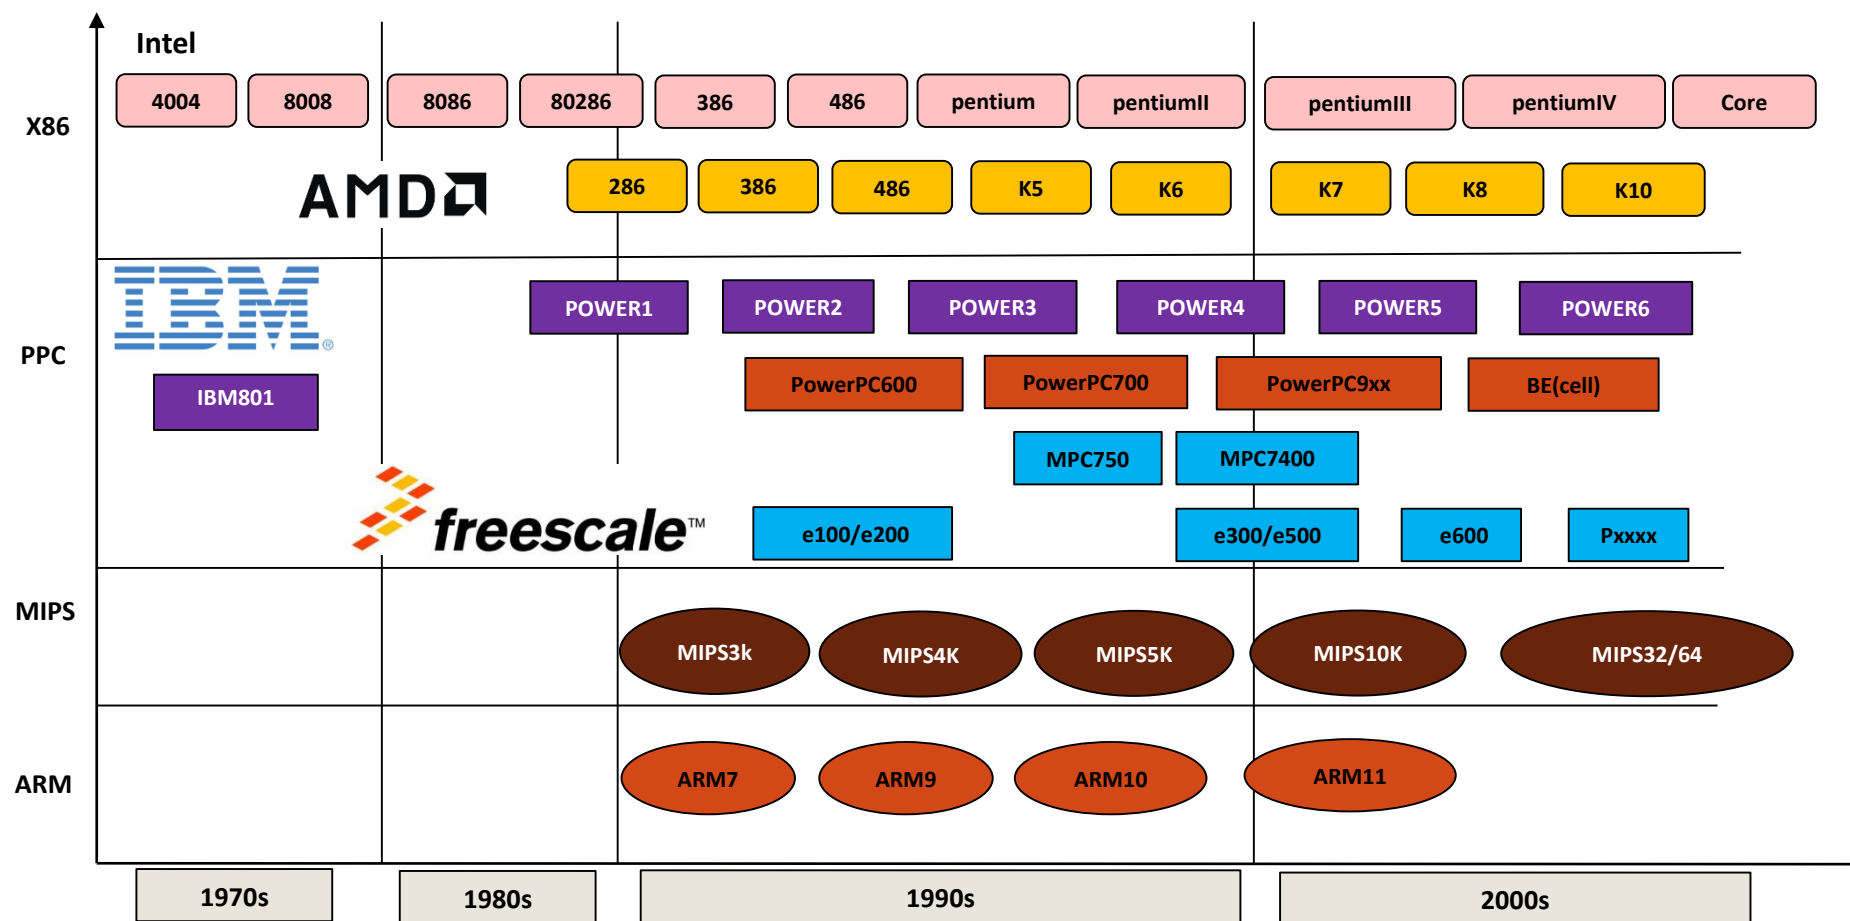 Intel
4004 8008 8086 80286 386 486 pentium pentiumII pentiumIII pentiumIV Core
X86
AMD 286 386 486 K5 K6 K7 K8 K10
IBM®
POWER1 POWER2 POWER3 POWER4 POWER5 POWER6
PPC
IBM801 PowerPC600 PowerPC700 PowerPC9xx BE(cell)
MPC750 MPC7400
freescale™ e100/e200 e300/e500 e600 Pxxxx
MIPS
MIPS3k MIPS4K MIPS5K MIPS10K MIPS32/64
ARM
ARM7 ARM9 ARM10 ARM11
1970s 1980s 1990s 2000s